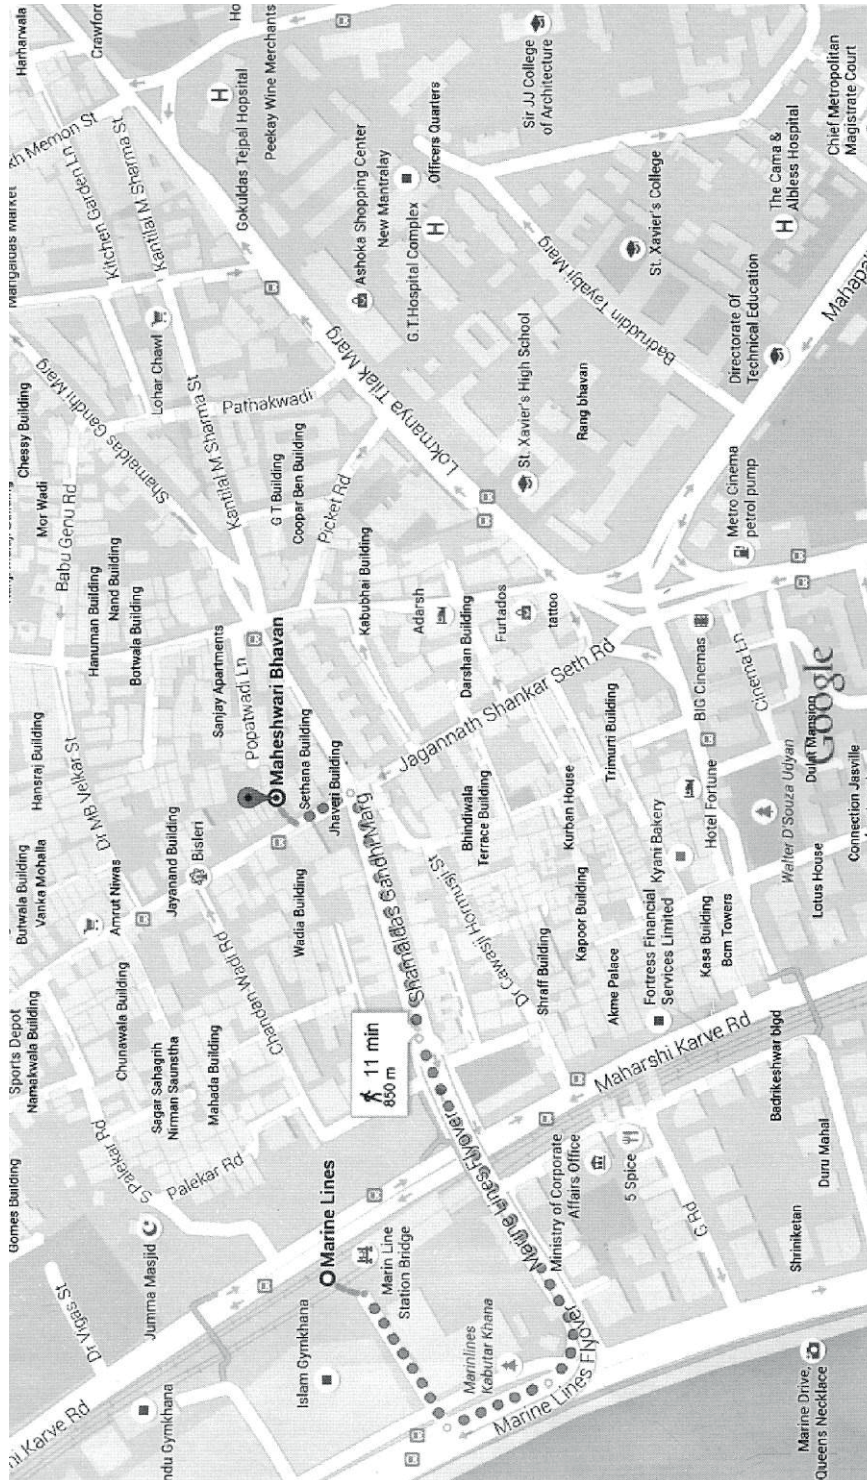 hi Karve Rd
Gomes Building
Sports Depot
Namakwala Building
Butwala Building
Vanka Mohalla
Hansraj Building
Mor Wadi
Chessy Building
Mangaldas Market
Harharwala
Crawford
Dr Vigas St
S Palekar Rd
Chunawala Building
Amrut Niwas
Dr MB Velkar St
Hanuman Building
Nand Building
Babu Genu Rd
Botwala Building
Kitchen Garden Ln
kh Memon St
Kantilal M Sharma St
Jumma Masjid
ndu Gymkhana
Palekar Rd
Sagar Sahagrih
Nirman Saunstha
Mahada Building
Jayanand Building
Bisleri
Sanjay Apartments
Popatwadi Ln
Shamaldas Gandhi Marg
Lohar Chawl
Kantilal M Sharma St
Pathakwadi
Gokuldas Tejpal Hopsital
Peekay Wine Merchants
Ho
Islam Gymkhana
Marine Lines
Chandan Wadi Rd
Wadia Building
Maheshwari Bhavan
Sethana Building
Jhaveri Building
G T Building
Coopar Ben Building
Picket Rd
Kabubhai Building
11 min
850 m
Marin Line
Station Bridge
Shamaldas Gandhi Marg
Adarsh
Lokmanya Tilak Marg
Ashoka Shopping Center
New Mantralay
G.T.Hospital Complex
Officers Quarters
Marinlines
Kabutar Khana
Marine Lines Flyover
Dr Cawasji Hormusji St
Bhindiwala
Terrace Building
Jagannath Shankar Seth Rd
Darshan Building
Furtados
tattoo
St. Xavier's High School
Rang bhavan
Sir JJ College
of Architecture
Marine Lines Flyover
Ministry of Corporate
Affairs Office
5 Spice
Shraff Building
Kapoor Building
Kurban House
Akme Palace
Trimurti Building
Badruddin Tayabji Marg
St. Xavier's College
Maharshi Karve Rd
Fortress Financial
Services Limited
Kyani Bakery
Kasa Building
Bcm Towers
Hotel Fortune
BIG Cinemas
Metro Cinema
petrol pump
Directorate Of
Technical Education
The Cama &
Albless Hospital
G Rd
Badrikeshwar blgd
Walter D'Souza Udyan
Cinema Ln
Shriniketan
Duru Mahal
Lotus House
Dulat Mansion
Google
Mahapal
Chief Metropolitan
Magistrate Court
Marine Drive,
Queens Necklace
Connection Jasville